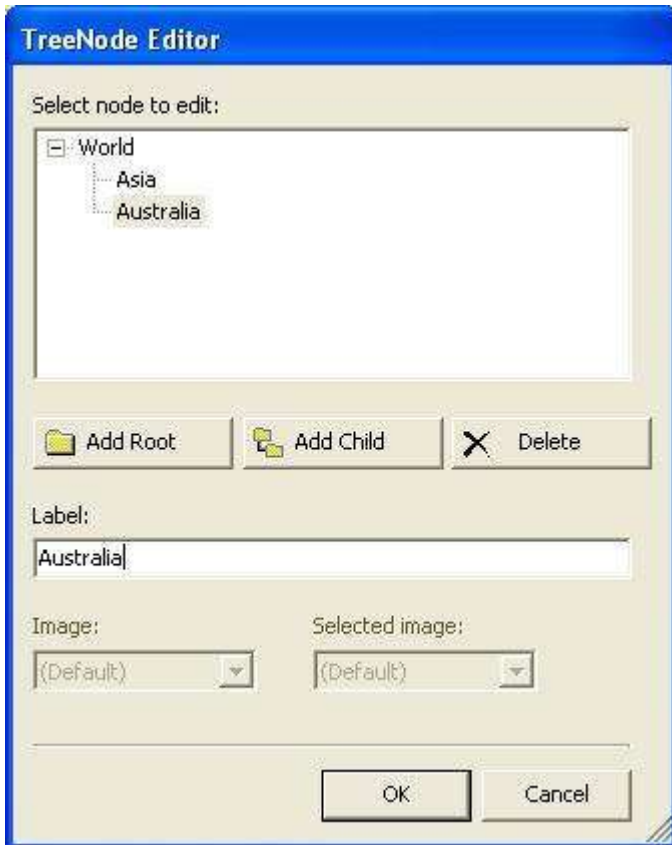 TreeNode Editor
Select node to edit:
World
Asia
Australia
Add Root Add Child Delete
Label:
Australia
Image: Selected image:
(Default) (Default)
OK Cancel